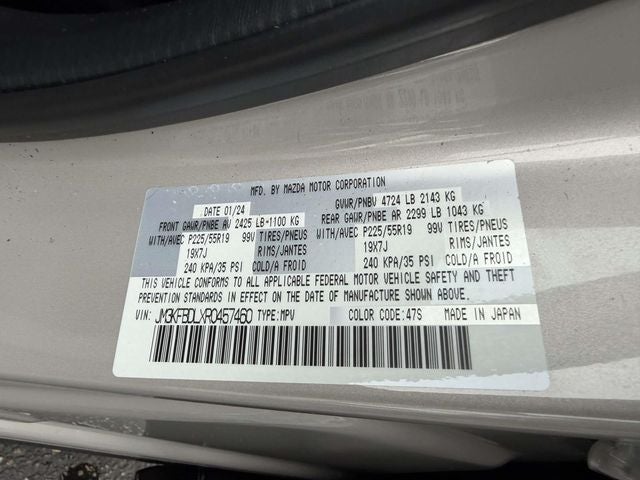 MFD. BY MAZDA MOTOR CORPORATION
DATE 01/24 GVWR/PNBV 4724 LB 2143 KG
FRONT GAWR/PNBE AV 2425 LB-1100 KG REAR GAWR/PNBE AR 2299 LB 1043 KG
WITH/AVEC P225/55R19 99V TIRES/PNEUS WITH/AVEC P225/55R19 99V TIRES/PNEUS
19X7J RIMS/JANTES 19X7J RIMS/JANTES
240 KPA/35 PSI COLD/A FROID 240 KPA/35 PSI COLD/A FROID
THIS VEHICLE CONFORMS TO ALL APPLICABLE FEDERAL MOTOR VEHICLE SAFETY AND THEFT
PREVENTION STANDARDS IN EFFECT ON THE DATE OF MANUFACTURE SHOWN ABOVE.
VIN: JM3KFBDLXR0457460 TYPE:MPV COLOR CODE:47S MADE IN JAPAN